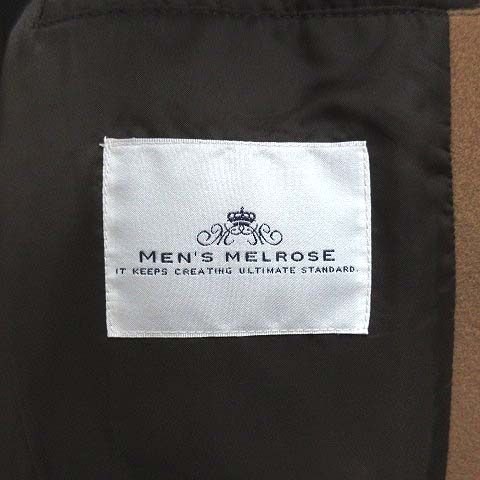 MEN'S MELROSE
IT KEEPS CREATING ULTIMATE STANDARD.